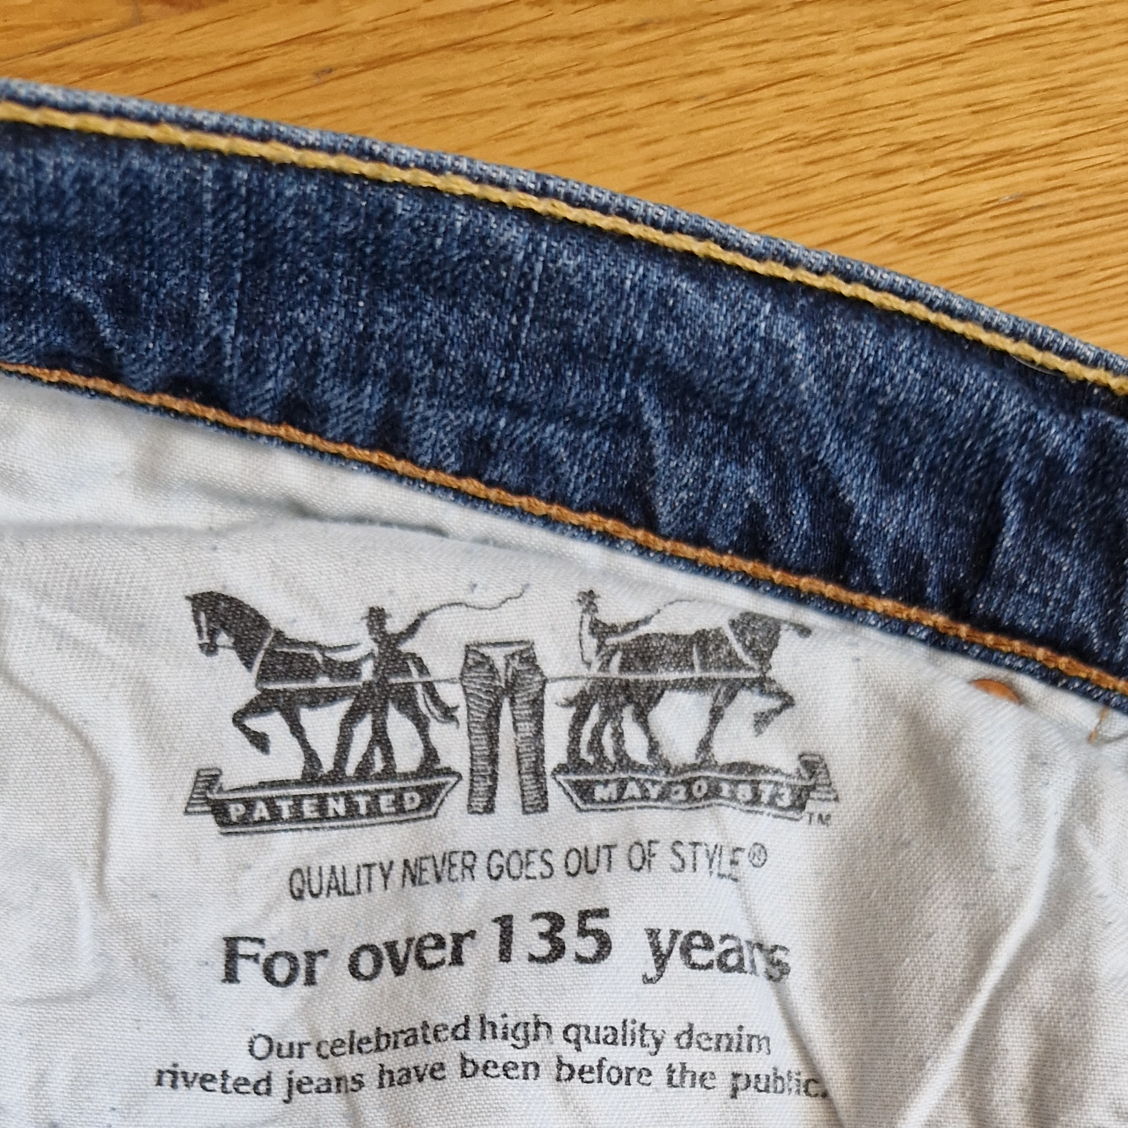 PATENTED
MAY 20 1873
TM
QUALITY NEVER GOES OUT OF STYLE®
For over 135 years
Our celebrated high quality denim
riveted jeans have been before the public.